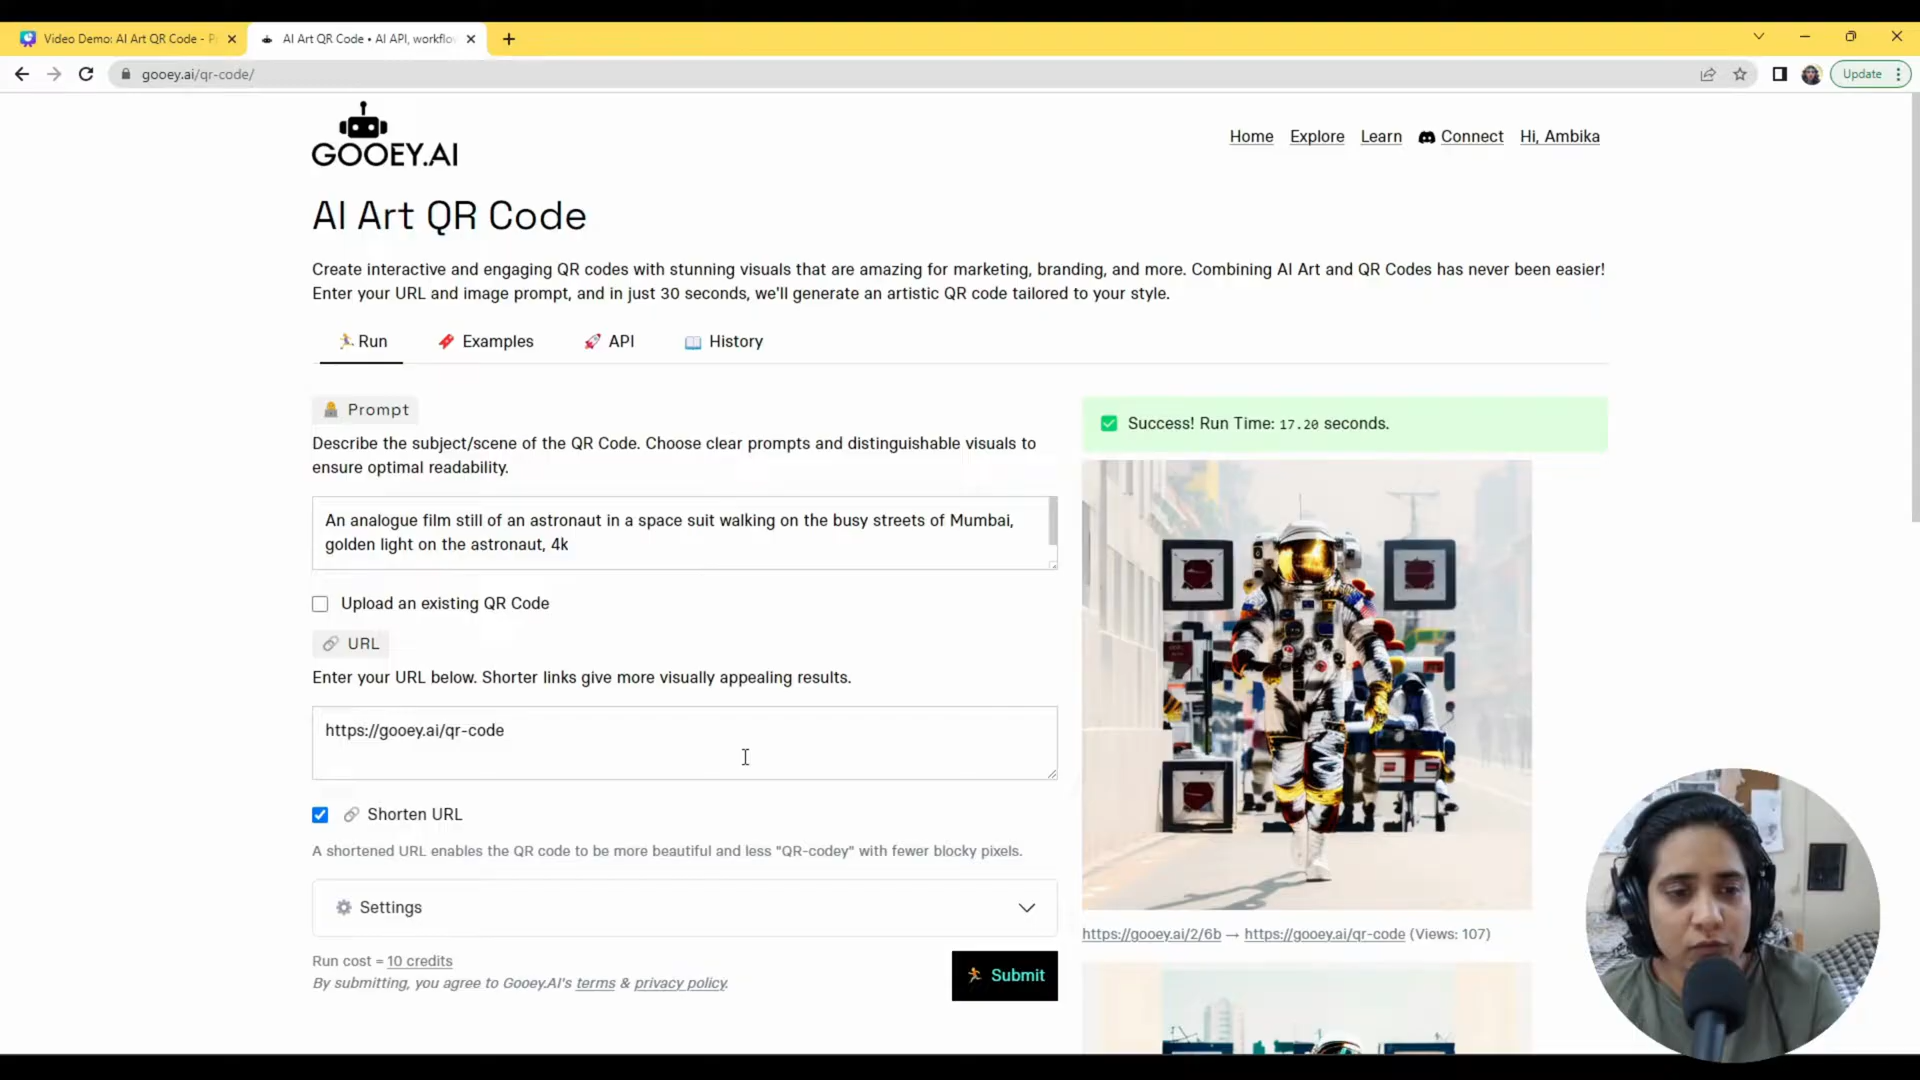 Video Demo: AI Art QR Code - P
AI Art QR Code • AI API, workflo
gooey.ai/qr-code/
Update
GOOEY.AI
Home
Explore
Learn
Connect
Hi, Ambika
AI Art QR Code
Create interactive and engaging QR codes with stunning visuals that are amazing for marketing, branding, and more. Combining AI Art and QR Codes has never been easier!
Enter your URL and image prompt, and in just 30 seconds, we'll generate an artistic QR code tailored to your style.
Run
Examples
API
History
Prompt
Describe the subject/scene of the QR Code. Choose clear prompts and distinguishable visuals to
ensure optimal readability.
An analogue film still of an astronaut in a space suit walking on the busy streets of Mumbai,
golden light on the astronaut, 4k
Upload an existing QR Code
URL
Enter your URL below. Shorter links give more visually appealing results.
https://gooey.ai/qr-code
Shorten URL
A shortened URL enables the QR code to be more beautiful and less "QR-codey" with fewer blocky pixels.
Settings
Run cost = 10 credits
By submitting, you agree to Gooey.AI's terms & privacy policy.
Submit
Success! Run Time: 17.20 seconds.
https://gooey.ai/2/6b → https://gooey.ai/qr-code (Views: 107)